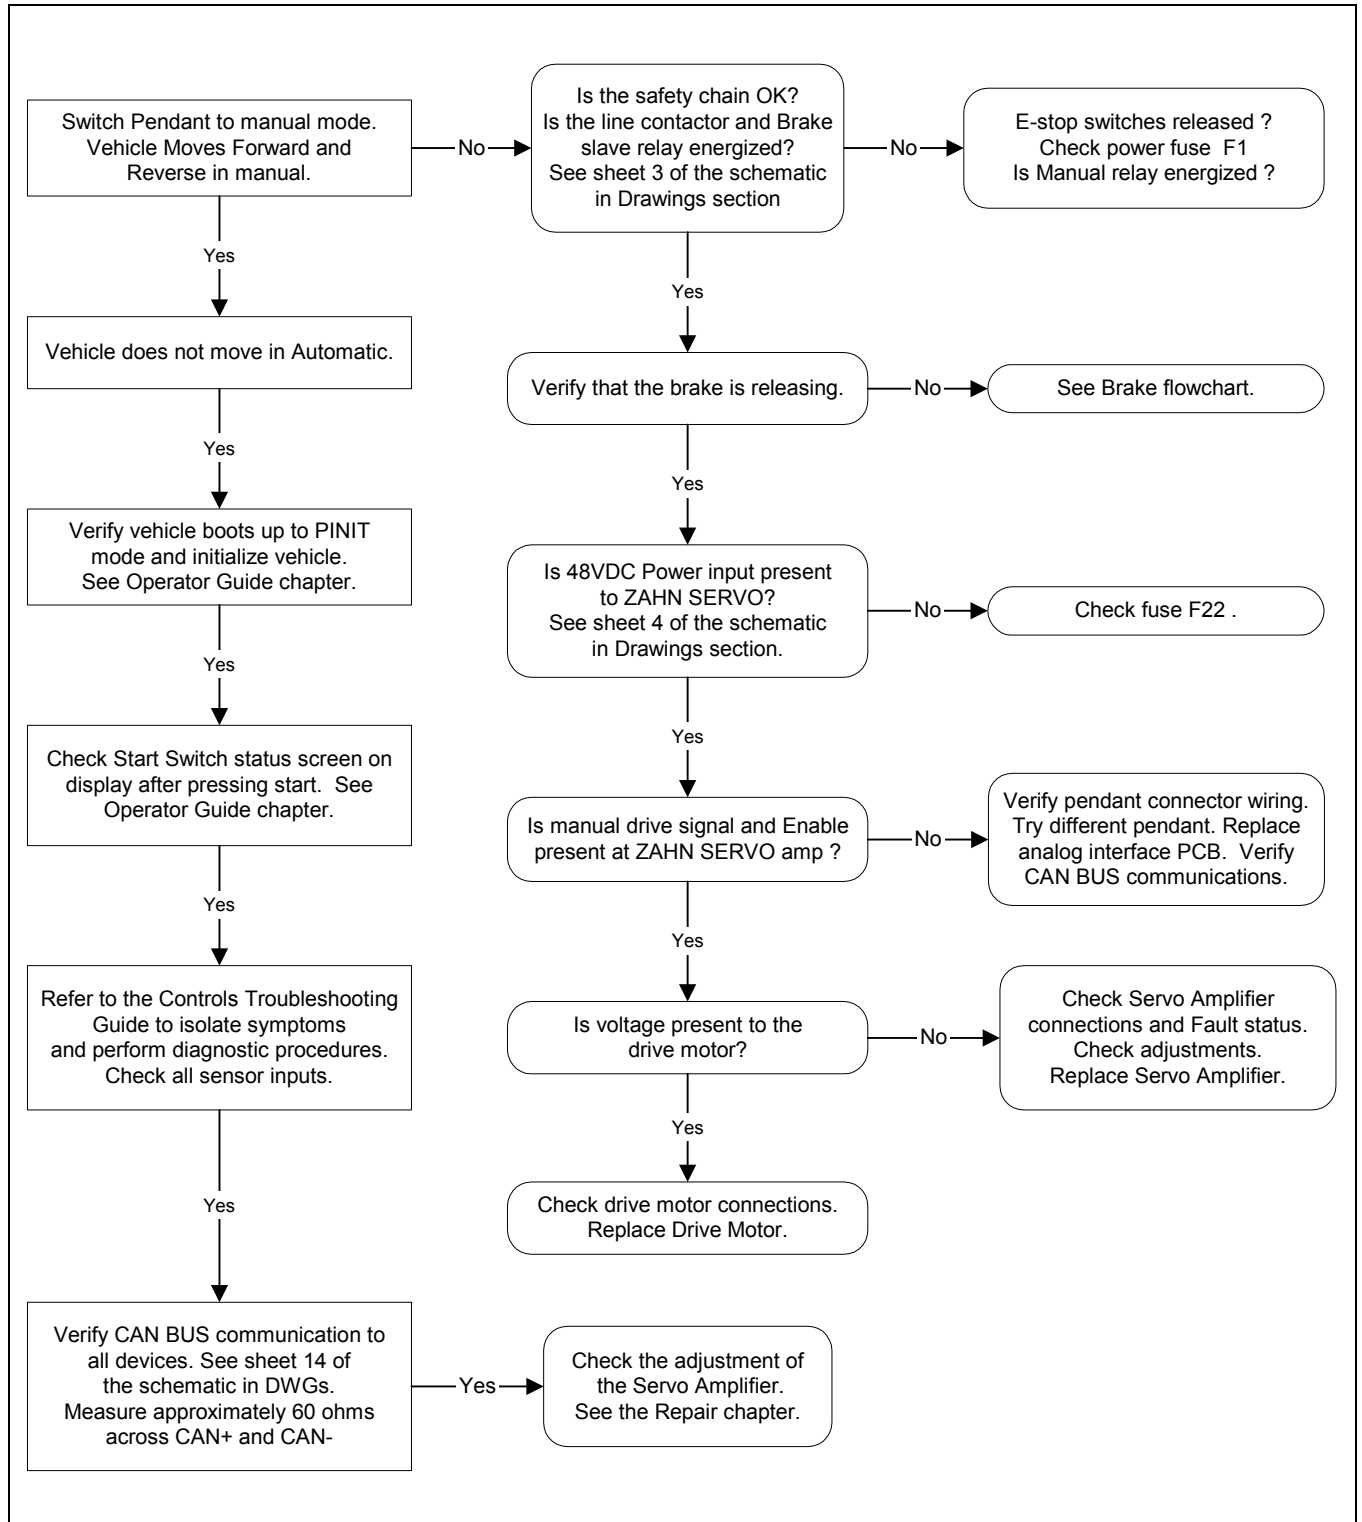 Switch Pendant to manual mode.
Vehicle Moves Forward and
Reverse in manual.
No
Is the safety chain OK?
Is the line contactor and Brake
slave relay energized?
See sheet 3 of the schematic
in Drawings section
No
E-stop switches released ?
Check power fuse  F1
Is Manual relay energized ?
Yes
Yes
Vehicle does not move in Automatic.
Verify that the brake is releasing.
No
See Brake flowchart.
Yes
Yes
Verify vehicle boots up to PINIT
mode and initialize vehicle.
See Operator Guide chapter.
Is 48VDC Power input present
to ZAHN SERVO?
See sheet 4 of the schematic
in Drawings section.
No
Check fuse F22 .
Yes
Yes
Check Start Switch status screen on
display after pressing start.  See
Operator Guide chapter.
Is manual drive signal and Enable
present at ZAHN SERVO amp ?
No
Verify pendant connector wiring.
Try different pendant. Replace
analog interface PCB.  Verify
CAN BUS communications.
Yes
Yes
Refer to the Controls Troubleshooting
Guide to isolate symptoms
and perform diagnostic procedures.
Check all sensor inputs.
Is voltage present to the
drive motor?
No
Check Servo Amplifier
connections and Fault status.
Check adjustments.
Replace Servo Amplifier.
Yes
Yes
Check drive motor connections.
Replace Drive Motor.
Verify CAN BUS communication to
all devices. See sheet 14 of
the schematic in DWGs.
Measure approximately 60 ohms
across CAN+ and CAN-
Yes
Check the adjustment of
the Servo Amplifier.
See the Repair chapter.